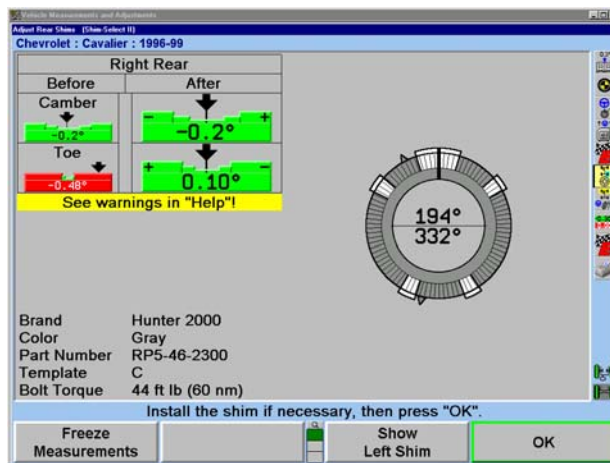 Vehicle Measurements and Adjustments
Adjust Rear Shims (Shim-Select II)
Chevrolet : Cavalier : 1996-99
Right Rear
Before After
Camber
-0.2° - + -0.2°
Toe
-0.48° + - 0.10°
See warnings in "Help"!
194°
332°
Brand Hunter 2000
Color Gray
Part Number RP5-46-2300
Template C
Bolt Torque 44 ft lb (60 nm)
Install the shim if necessary, then press "OK".
Freeze Measurements
Show Left Shim
OK